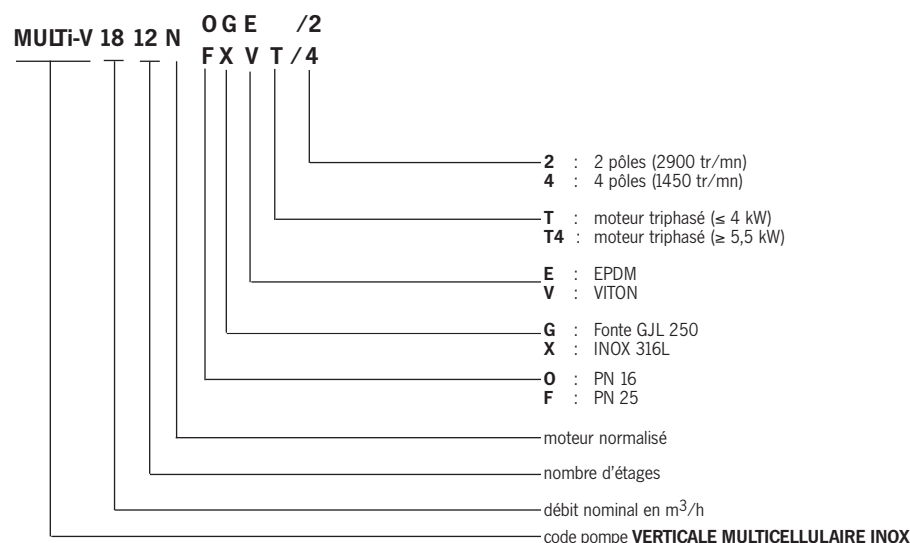 O G E /2
MULTi-V 18 12 N
F X V T / 4
2 : 2 pôles (2900 tr/mn)
4 : 4 pôles (1450 tr/mn)
T : moteur triphasé (≤ 4 kW)
T4 : moteur triphasé (≥ 5,5 kW)
E : EPDM
V : VITON
G : Fonte GJL 250
X : INOX 316L
O : PN 16
F : PN 25
moteur normalisé
nombre d'étages
débit nominal en m³/h
code pompe VERTICALE MULTICELLULAIRE INOX